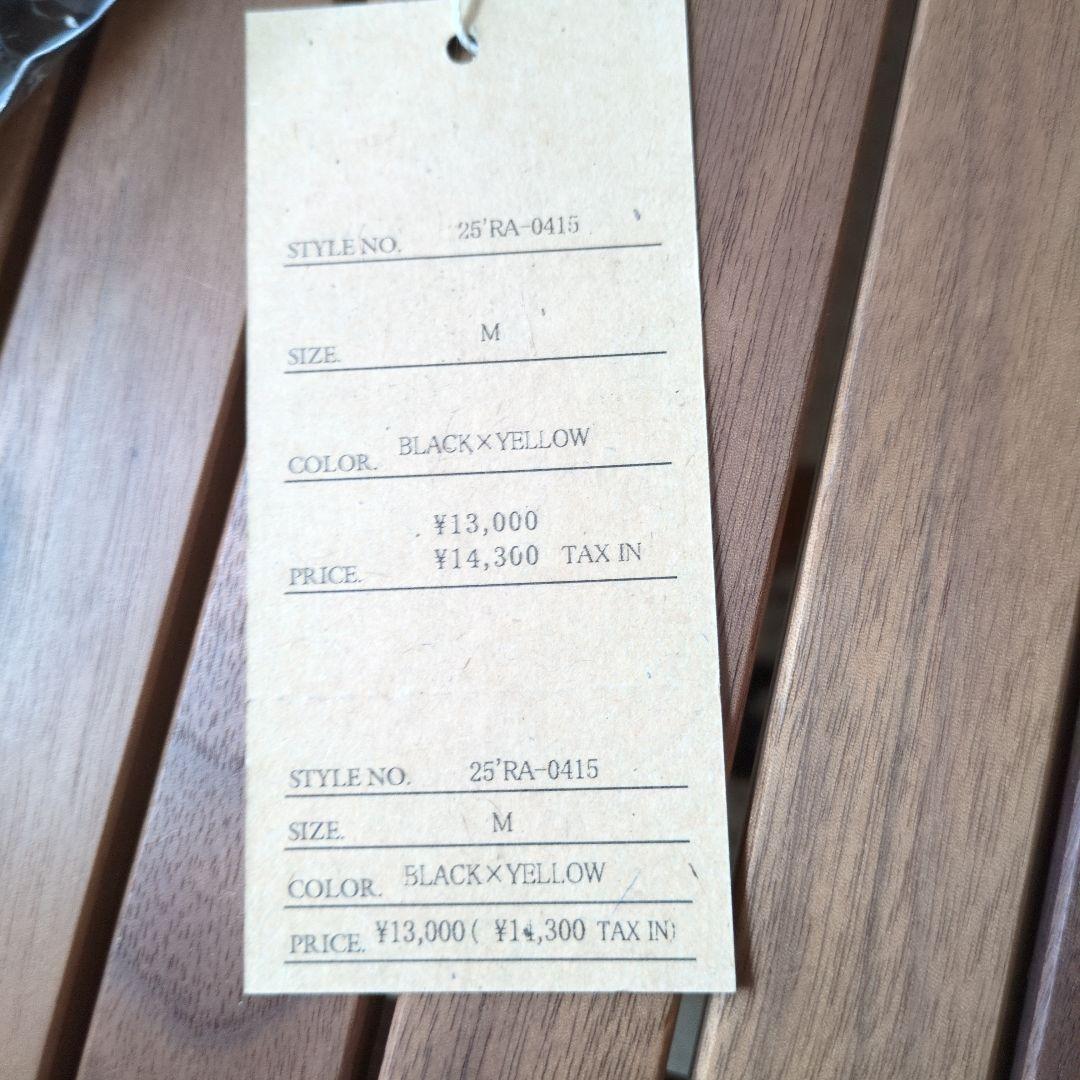 STYLE NO. 25'RA-0415
SIZE. M
COLOR. BLACK×YELLOW
¥13,000
PRICE. ¥14,300 TAX IN
STYLE NO. 25'RA-0415
SIZE. M
COLOR. BLACK×YELLOW
PRICE. ¥13,000( ¥14,300 TAX IN)